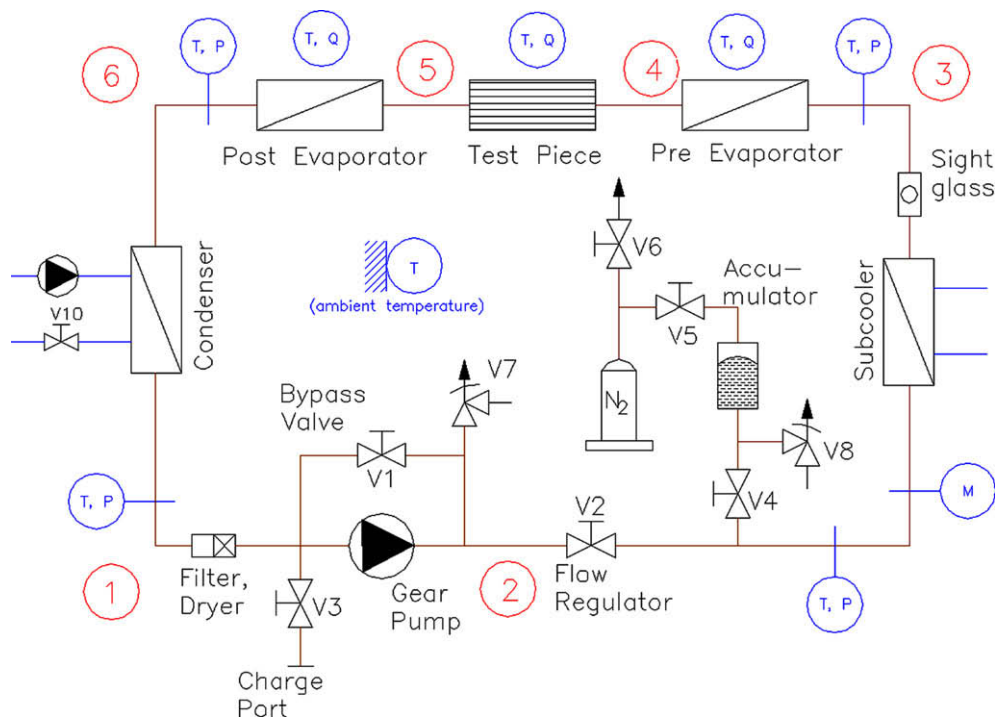 T, P
T, Q
5
T, Q
4
T, Q
T, P
6
3
Post Evaporator
Test Piece
Pre Evaporator
Sight
glass
V6
Accu-
mulator
T
(ambient temperature)
V5
V10
Condenser
Subcooler
N2
V7
Bypass
Valve
V1
V8
T, P
V4
M
V2
1
Filter,
Dryer
V3
Gear
Pump
2
Flow
Regulator
T, P
Charge
Port